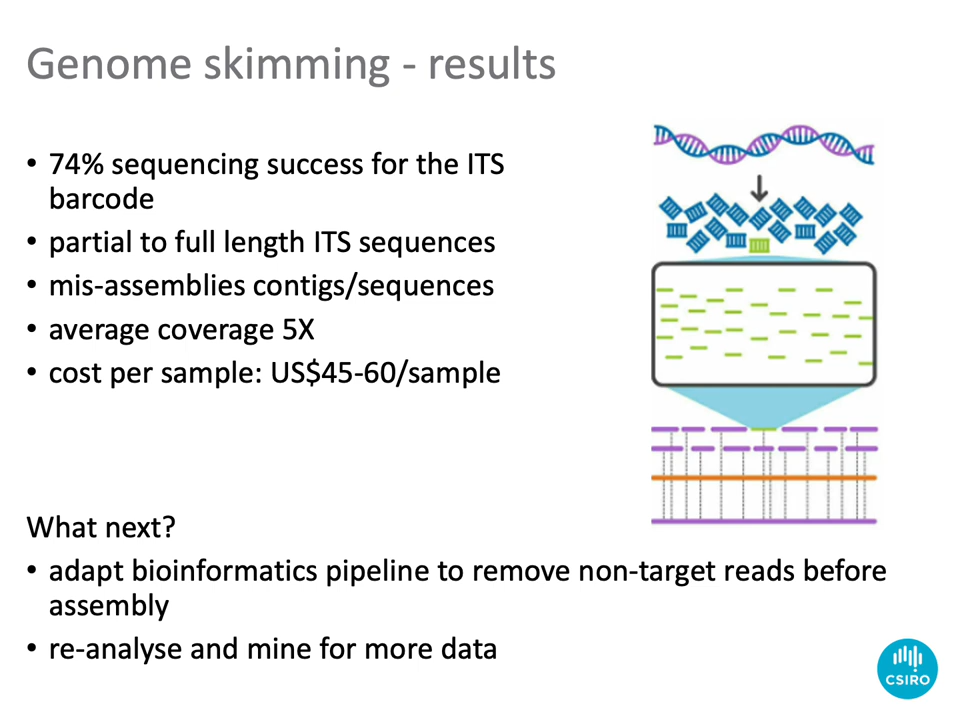 Genome skimming - results
• 74% sequencing success for the ITS
barcode
• partial to full length ITS sequences
• mis-assemblies contigs/sequences
• average coverage 5X
• cost per sample: US$45-60/sample
What next?
• adapt bioinformatics pipeline to remove non-target reads before
assembly
• re-analyse and mine for more data
CSIRO